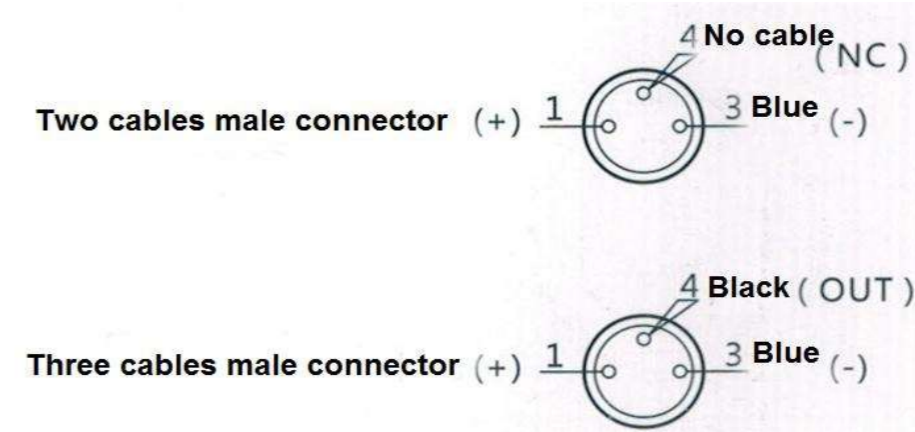 4 No cable
(NC)
Two cables male connector (+) 1 3 Blue (-)
4 Black (OUT)
Three cables male connector (+) 1 3 Blue (-)